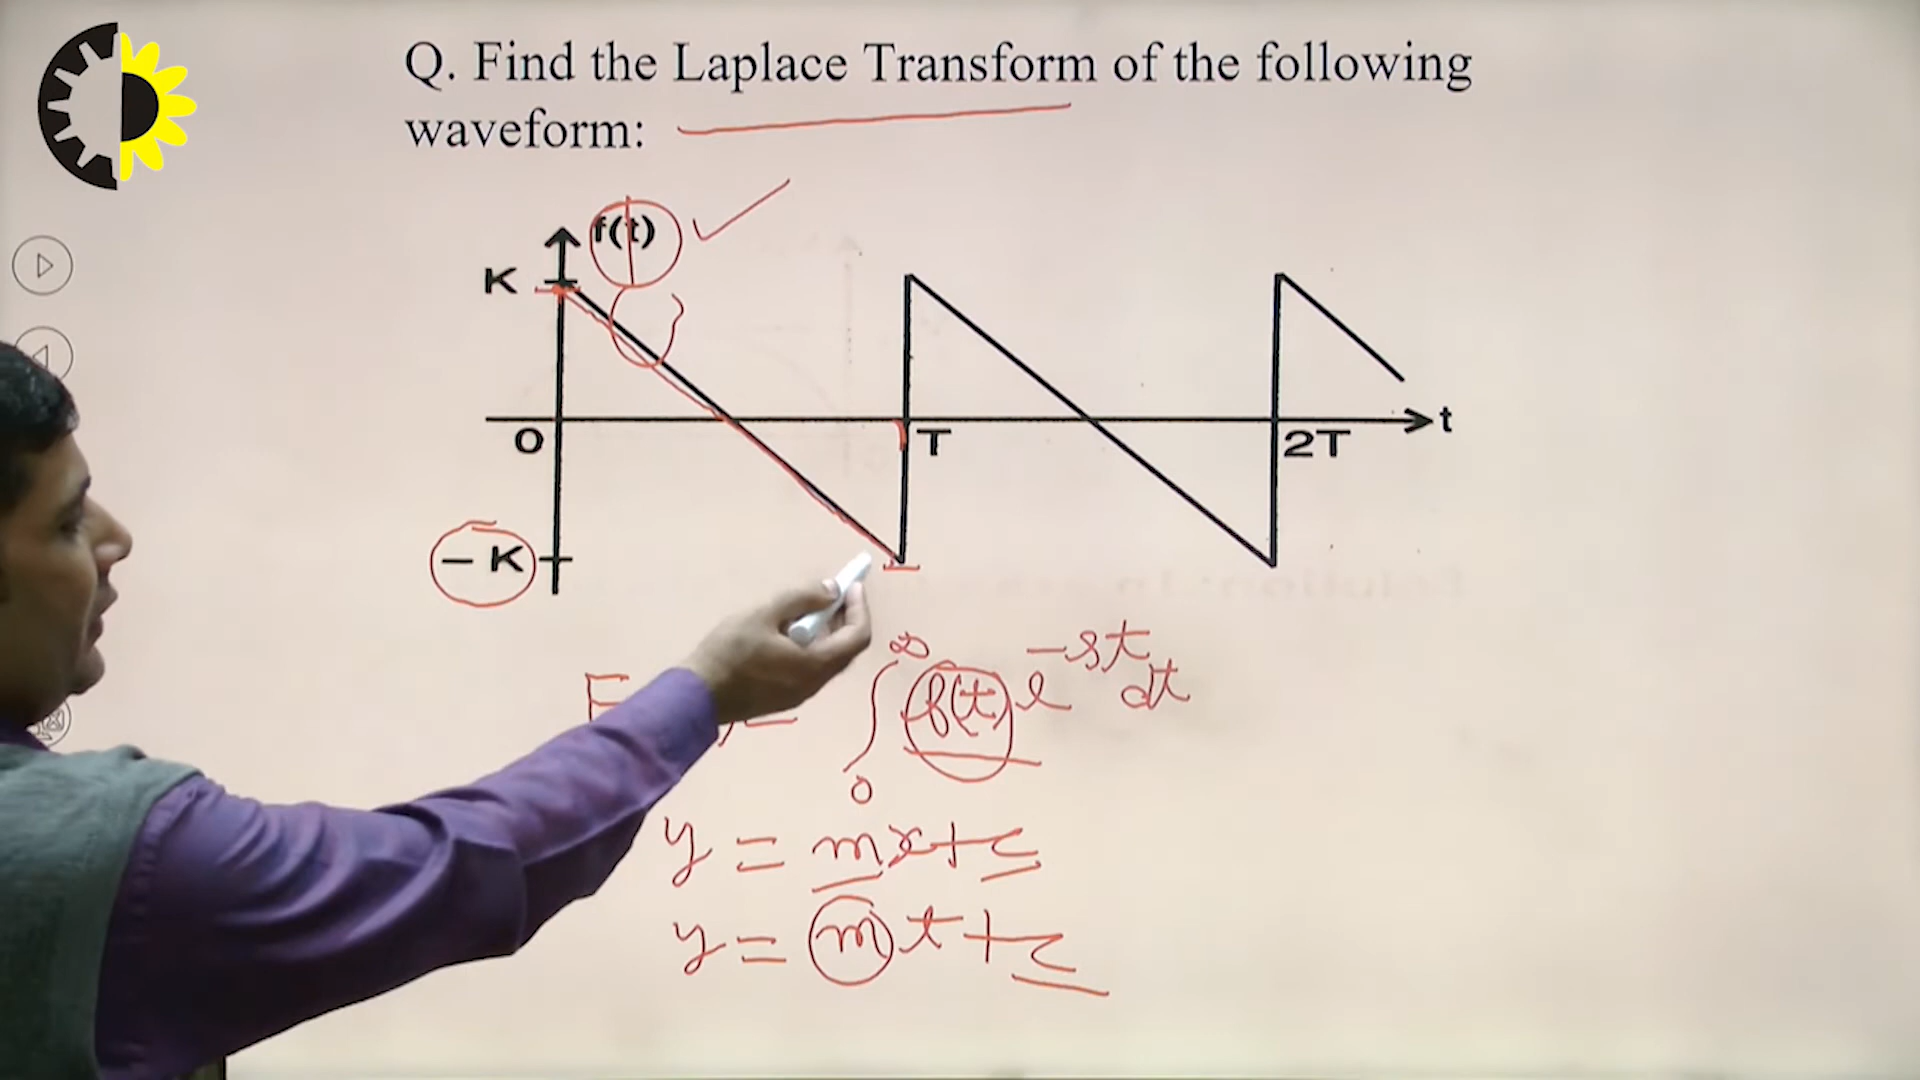 Q. Find the Laplace Transform of the following
waveform:
f(t)
K
0
T
2T
t
– K
F = ∫₀^∞ f(t) e^{-st} dt
y = mx + c
y = mt + c